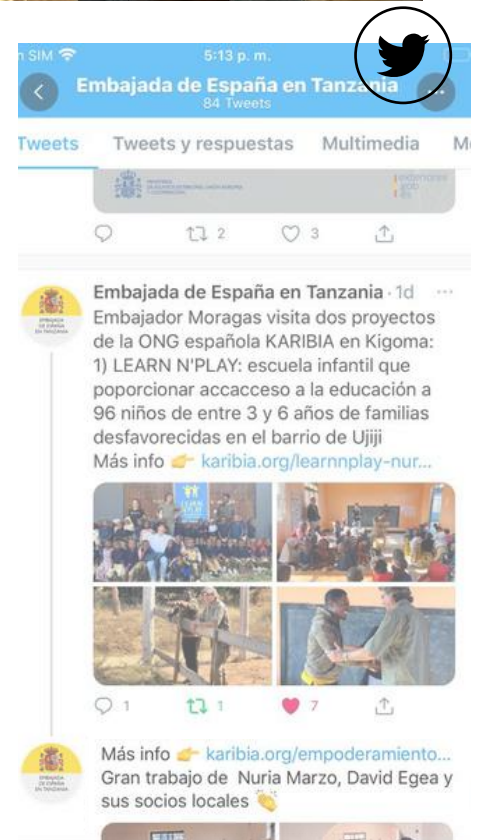 n SIM 5:13 p. m.
Embajada de España en Tanzania
84 Tweets
Tweets Tweets y respuestas Multimedia M
2 3
Embajada de España en Tanzania · 1d ···
Embajador Moragas visita dos proyectos
de la ONG española KARIBIA en Kigoma:
1) LEARN N'PLAY: escuela infantil que
poporcionar accacceso a la educación a
96 niños de entre 3 y 6 años de familias
desfavorecidas en el barrio de Ujiji
Más info 👉 karibia.org/learnnplay-nur...
LEARN
N'PLAY
1 1 7
Más info 👉 karibia.org/empoderamiento...
Gran trabajo de Nuria Marzo, David Egea y
sus socios locales 👏